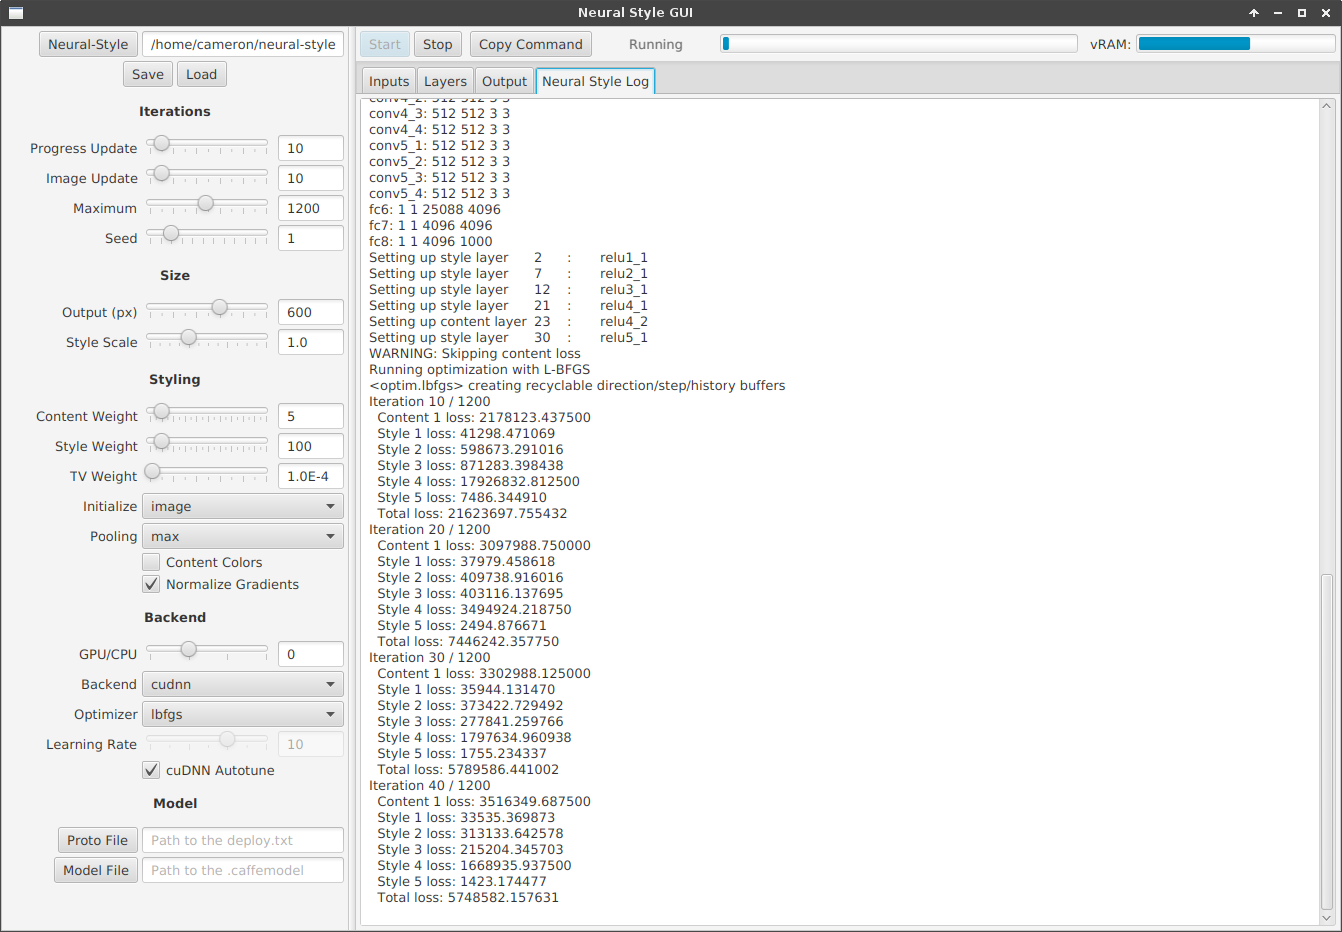 Neural Style GUI
Neural-Style /home/cameron/neural-style
Save Load
Iterations
Progress Update 10
Image Update 10
Maximum 1200
Seed 1
Size
Output (px) 600
Style Scale 1.0
Styling
Content Weight 5
Style Weight 100
TV Weight 1.0E-4
Initialize image
Pooling max
Content Colors
Normalize Gradients
Backend
GPU/CPU 0
Backend cudnn
Optimizer lbfgs
Learning Rate 10
cuDNN Autotune
Model
Proto File Path to the deploy.txt
Model File Path to the .caffemodel
Start Stop Copy Command Running vRAM:
Inputs Layers Output Neural Style Log
conv4_2: 512 512 3 3
conv4_3: 512 512 3 3
conv4_4: 512 512 3 3
conv5_1: 512 512 3 3
conv5_2: 512 512 3 3
conv5_3: 512 512 3 3
conv5_4: 512 512 3 3
fc6: 1 1 25088 4096
fc7: 1 1 4096 4096
fc8: 1 1 4096 1000
Setting up style layer 2 : relu1_1
Setting up style layer 7 : relu2_1
Setting up style layer 12 : relu3_1
Setting up style layer 21 : relu4_1
Setting up content layer 23 : relu4_2
Setting up style layer 30 : relu5_1
WARNING: Skipping content loss
Running optimization with L-BFGS
<optim.lbfgs> creating recyclable direction/step/history buffers
Iteration 10 / 1200
Content 1 loss: 2178123.437500
Style 1 loss: 41298.471069
Style 2 loss: 598673.291016
Style 3 loss: 871283.398438
Style 4 loss: 17926832.812500
Style 5 loss: 7486.344910
Total loss: 21623697.755432
Iteration 20 / 1200
Content 1 loss: 3097988.750000
Style 1 loss: 37979.458618
Style 2 loss: 409738.916016
Style 3 loss: 403116.137695
Style 4 loss: 3494924.218750
Style 5 loss: 2494.876671
Total loss: 7446242.357750
Iteration 30 / 1200
Content 1 loss: 3302988.125000
Style 1 loss: 35944.131470
Style 2 loss: 373422.729492
Style 3 loss: 277841.259766
Style 4 loss: 1797634.960938
Style 5 loss: 1755.234337
Total loss: 5789586.441002
Iteration 40 / 1200
Content 1 loss: 3516349.687500
Style 1 loss: 33535.369873
Style 2 loss: 313133.642578
Style 3 loss: 215204.345703
Style 4 loss: 1668935.937500
Style 5 loss: 1423.174477
Total loss: 5748582.157631